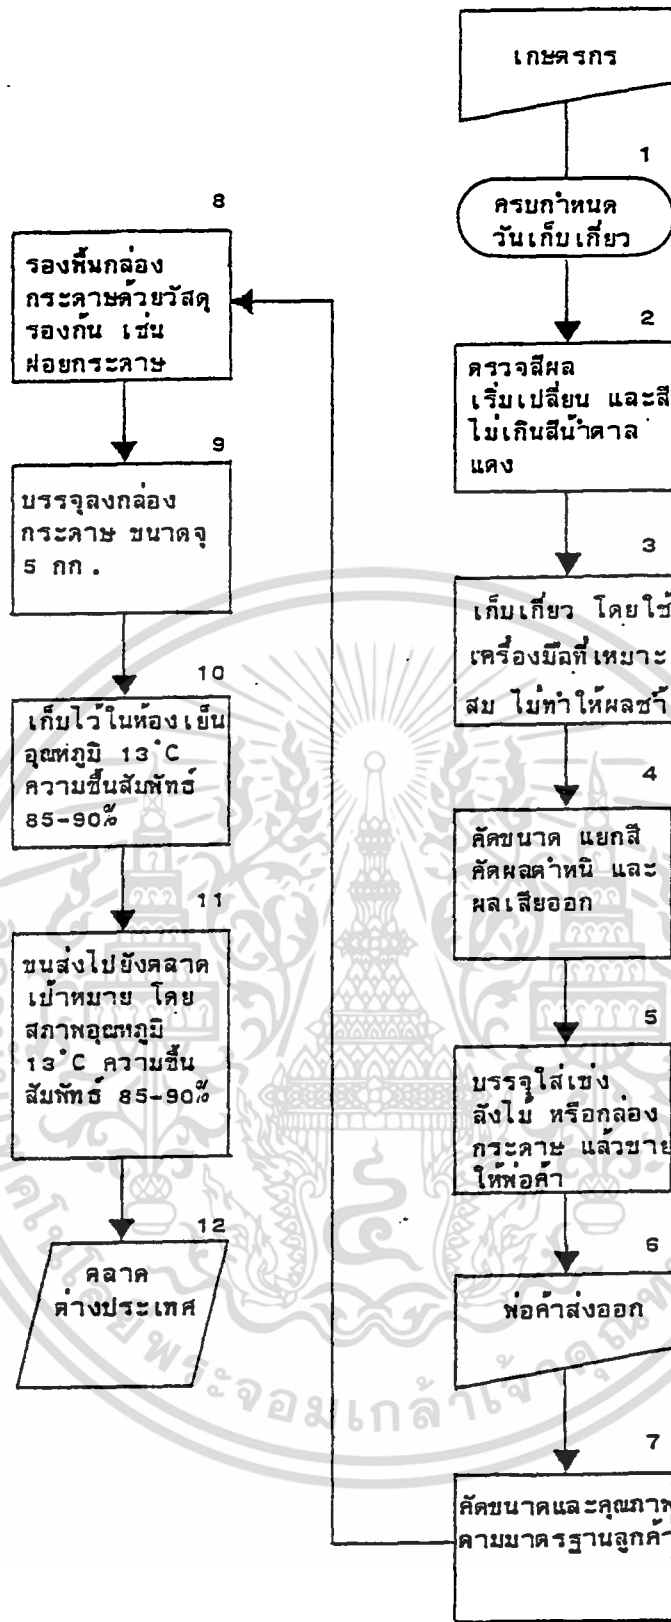 เกษตรกร
1
ครบกำหนด
วันเก็บเกี่ยว
2
ตรวจสีผล
เริ่มเปลี่ยน และสี
ไม่เกินสีน้ำตาล
แดง
3
เก็บเกี่ยว โดยใช้
เครื่องมือที่เหมาะ
สม ไม่ทำให้ผลช้ำ
4
คัดขนาด แยกสี
คัดผลตำหนิ และ
ผลเสียออก
5
บรรจุใส่เข่ง
ลังไม้ หรือกล่อง
กระดาษ แล้วขาย
ให้พ่อค้า
6
พ่อค้าส่งออก
7
คัดขนาดและคุณภาพ
ตามมาตรฐานลูกค้า
8
รองพื้นกล่อง
กระดาษด้วยวัสดุ
รองกัน เช่น
ฝอยกระดาษ
9
บรรจุลงกล่อง
กระดาษ ขนาดจุ
5 กก.
10
เก็บไว้ในห้องเย็น
อุณหภูมิ 13°C
ความชื้นสัมพัทธ์
85-90%
11
ขนส่งไปยังตลาด
เป้าหมาย โดย
สภาพอุณหภูมิ
13°C ความชื้น
สัมพัทธ์ 85-90%
12
ตลาด
ต่างประเทศ